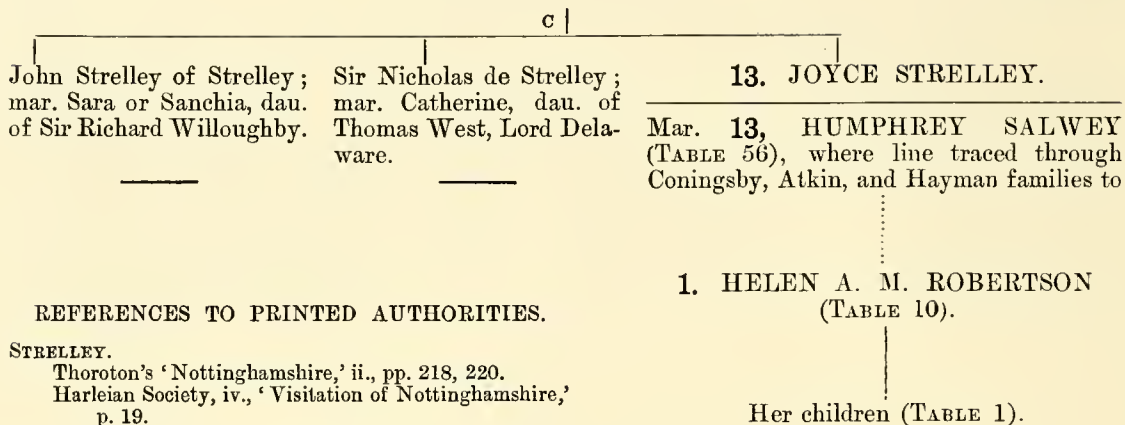 C
John Strelley of Strelley ;
mar. Sara or Sanchia, dau.
of Sir Richard Willoughby.
Sir Nicholas de Strelley ;
mar. Catherine, dau. of
Thomas West, Lord Dela-
ware.
13. JOYCE STRELLEY.
Mar. 13, HUMPHREY SALWEY
(TABLE 56), where line traced through
Coningsby, Atkin, and Hayman families to
1. HELEN A. M. ROBERTSON
(TABLE 10).
Her children (TABLE 1).
REFERENCES TO PRINTED AUTHORITIES.
STRELLEY.
Thoroton's ‘Nottinghamshire,’ ii., pp. 218, 220.
Harleian Society, iv., ‘Visitation of Nottinghamshire,’
p. 19.